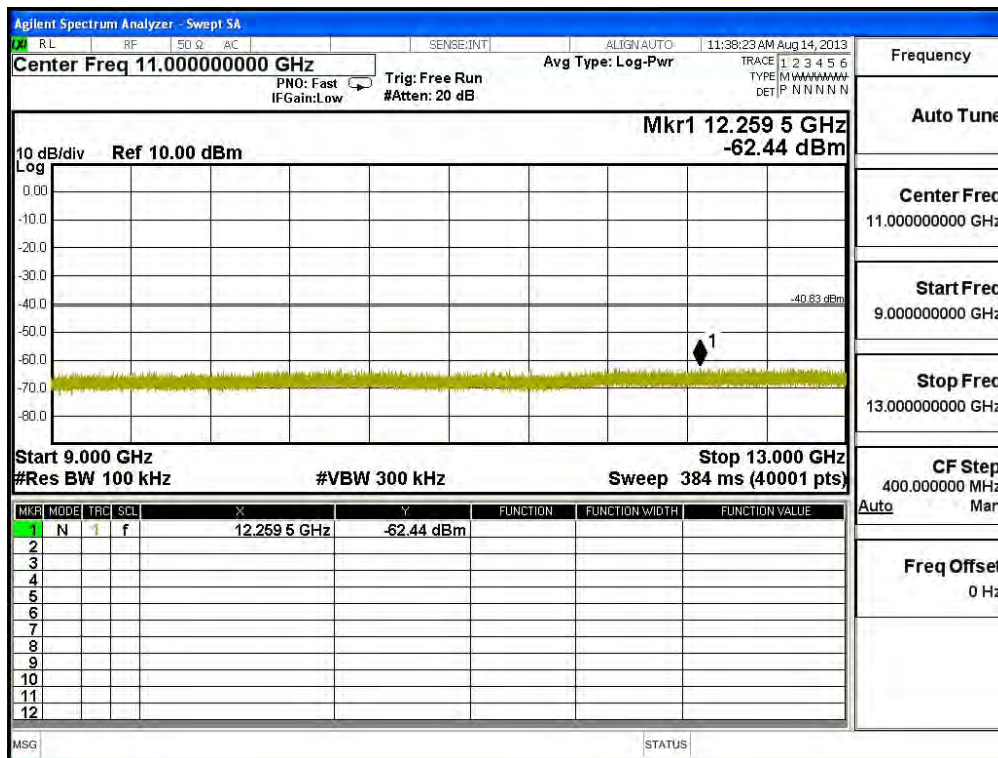 Agilent Spectrum Analyzer - Swept SA
RL RF 50 Ω AC SENSE:INT ALIGNAUTO 11:38:23 AM Aug 14, 2013
Center Freq 11.000000000 GHz Avg Type: Log-Pwr TRACE 1 2 3 4 5 6
PNO: Fast Trig: Free Run TYPE M WWWWW
IFGain:Low #Atten: 20 dB DET P N N N N N
Mkr1 12.259 5 GHz
-62.44 dBm
10 dB/div Ref 10.00 dBm
Log
0.00
-10.0
-20.0
-30.0
-40.0 -40.83 dBm
-50.0
1
-60.0
-70.0
-80.0
Start 9.000 GHz Stop 13.000 GHz
#Res BW 100 kHz #VBW 300 kHz Sweep 384 ms (40001 pts)
MKR MODE TRC SCL X Y FUNCTION FUNCTION WIDTH FUNCTION VALUE
1 N 1 f 12.259 5 GHz -62.44 dBm
2
3
4
5
6
7
8
9
10
11
12
MSG STATUS
Frequency
Auto Tune
Center Freq
11.000000000 GHz
Start Freq
9.000000000 GHz
Stop Freq
13.000000000 GHz
CF Step
400.000000 MHz
Auto Man
Freq Offset
0 Hz